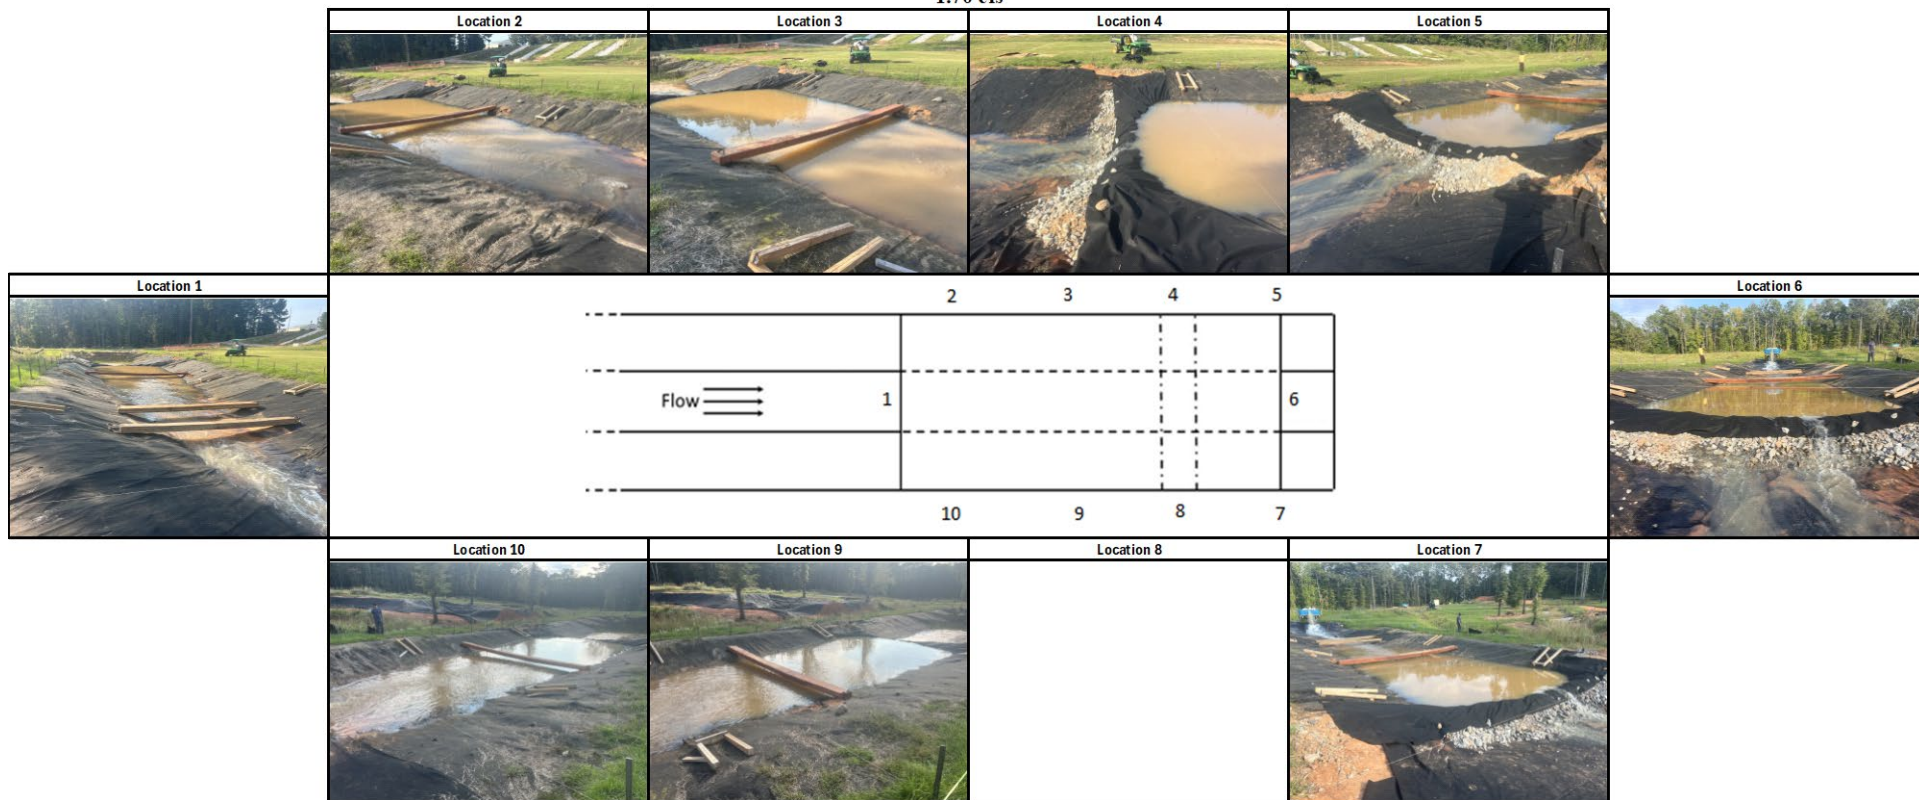 Location 2
Location 3
Location 4
Location 5
Location 1
Location 6
2
3
4
5
Flow
1
6
10
9
8
7
Location 10
Location 9
Location 8
Location 7